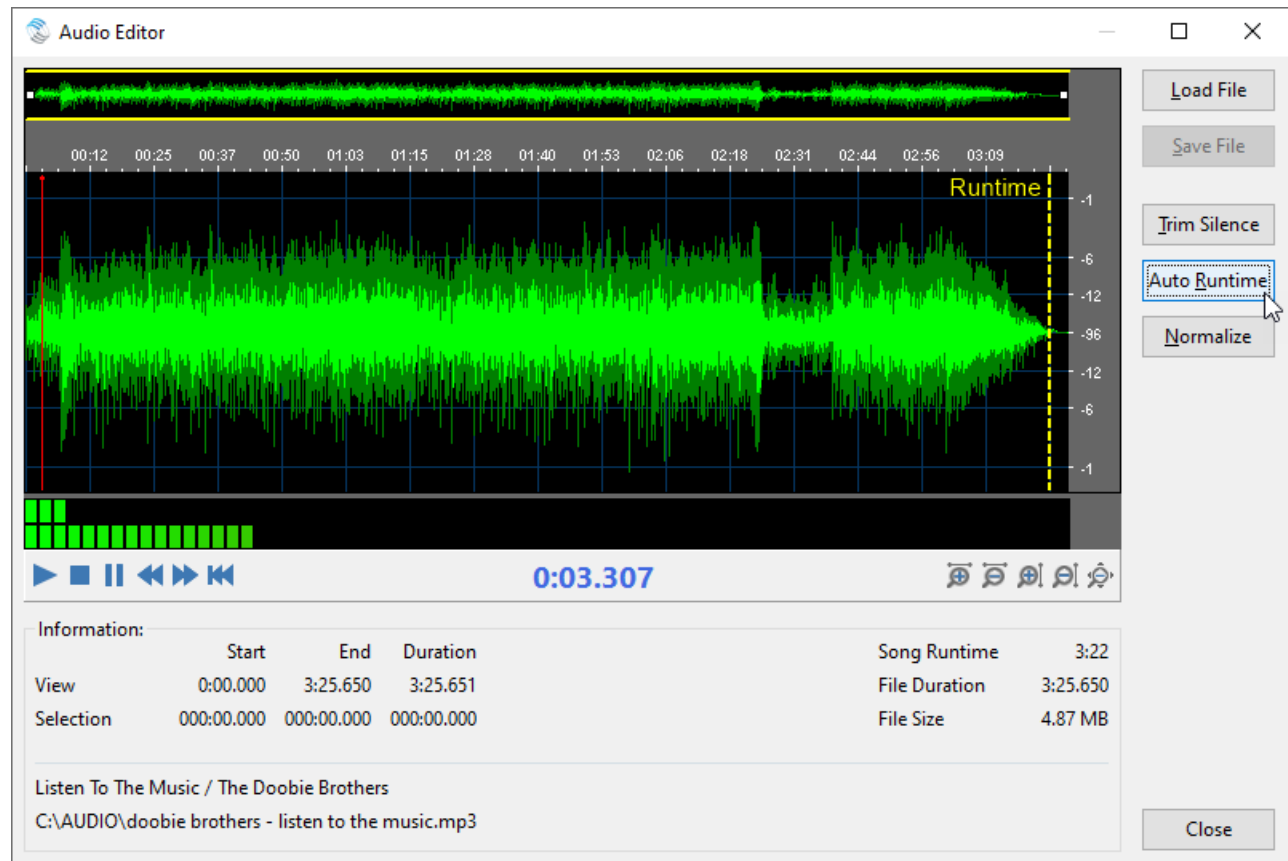 Audio Editor
Load File
Save File
Trim Silence
Auto Runtime
Normalize
00:12 00:25 00:37 00:50 01:03 01:15 01:28 01:40 01:53 02:06 02:18 02:31 02:44 02:56 03:09
Runtime
-1
-6
-12
-96
-12
-6
-1
0:03.307
Information:
Start End Duration
View 0:00.000 3:25.650 3:25.651
Selection 000:00.000 000:00.000 000:00.000
Song Runtime 3:22
File Duration 3:25.650
File Size 4.87 MB
Listen To The Music / The Doobie Brothers
C:\AUDIO\doobie brothers - listen to the music.mp3
Close